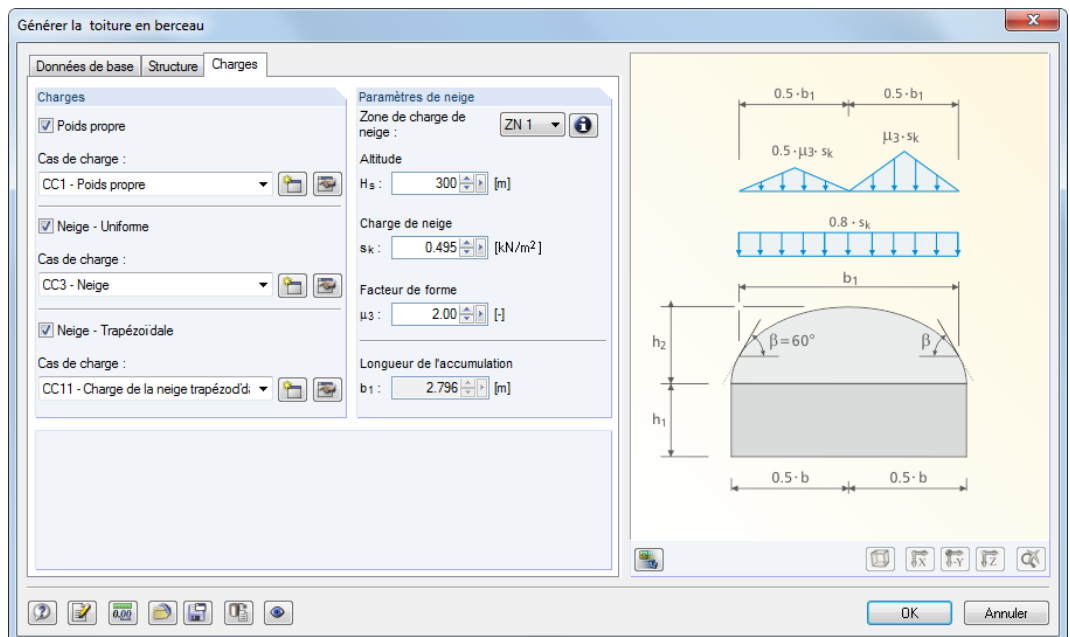 Générer la toiture en berceau
Données de base
Structure
Charges
Charges
Poids propre
Cas de charge :
CC1 - Poids propre
Neige - Uniforme
Cas de charge :
CC3 - Neige
Neige - Trapézoïdale
Cas de charge :
CC11 - Charge de la neige trapézod'd
Paramètres de neige
Zone de charge de
neige :
ZN 1
Altitude
Hs : 300 [m]
Charge de neige
sk : 0.495 [kN/m²]
Facteur de forme
μ3 : 2.00 [-]
Longueur de l'accumulation
b1 : 2.796 [m]
0.5·b1 0.5·b1
μ3·sk
0.5·μ3·sk
0.8·sk
b1
h2
β=60° β
h1
0.5·b 0.5·b
X -Y Z
0,00
OK
Annuler